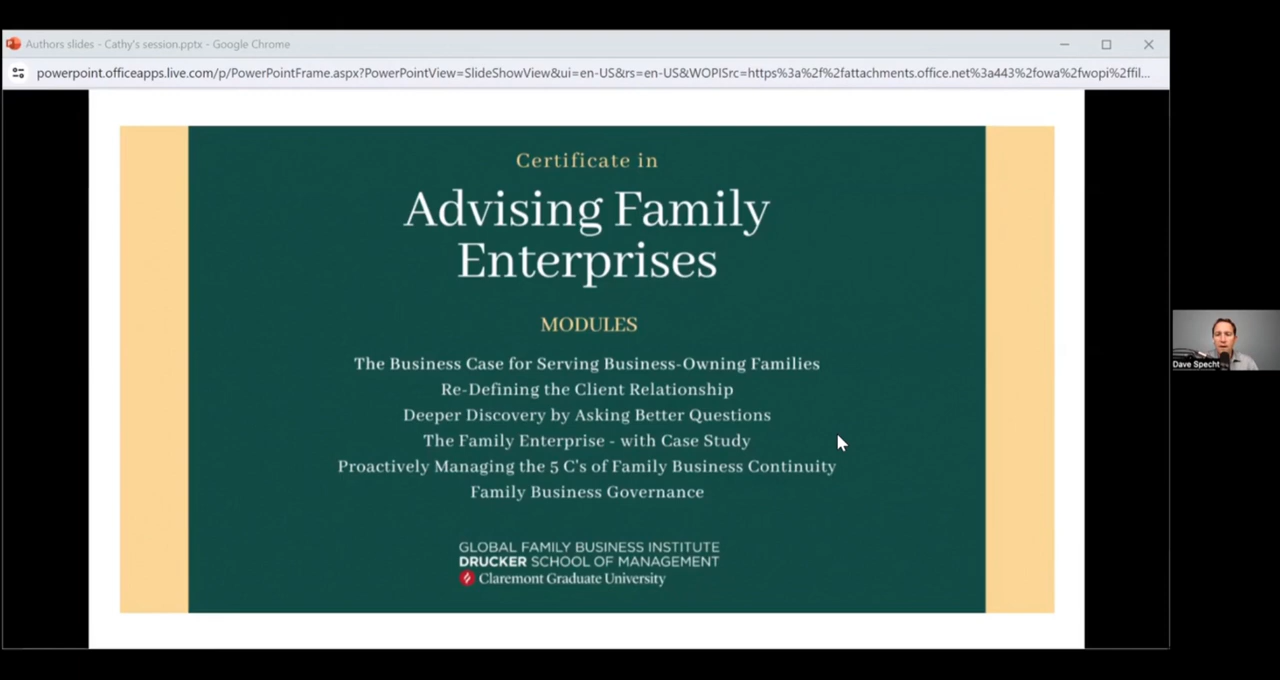 Authors slides - Cathy's session.pptx - Google Chrome
powerpoint.officeapps.live.com/p/PowerPointFrame.aspx?PowerPointView=SlideShowView&ui=en-US&rs=en-US&WOPISrc=https%3a%2f%2fattachments.office.net%3a443%2fowa%2fwopi%2ffil...
Certificate in
Advising Family
Enterprises
MODULES
The Business Case for Serving Business-Owning Families
Re-Defining the Client Relationship
Deeper Discovery by Asking Better Questions
The Family Enterprise - with Case Study
Proactively Managing the 5 C's of Family Business Continuity
Family Business Governance
GLOBAL FAMILY BUSINESS INSTITUTE
DRUCKER SCHOOL OF MANAGEMENT
Claremont Graduate University
Dave Specht